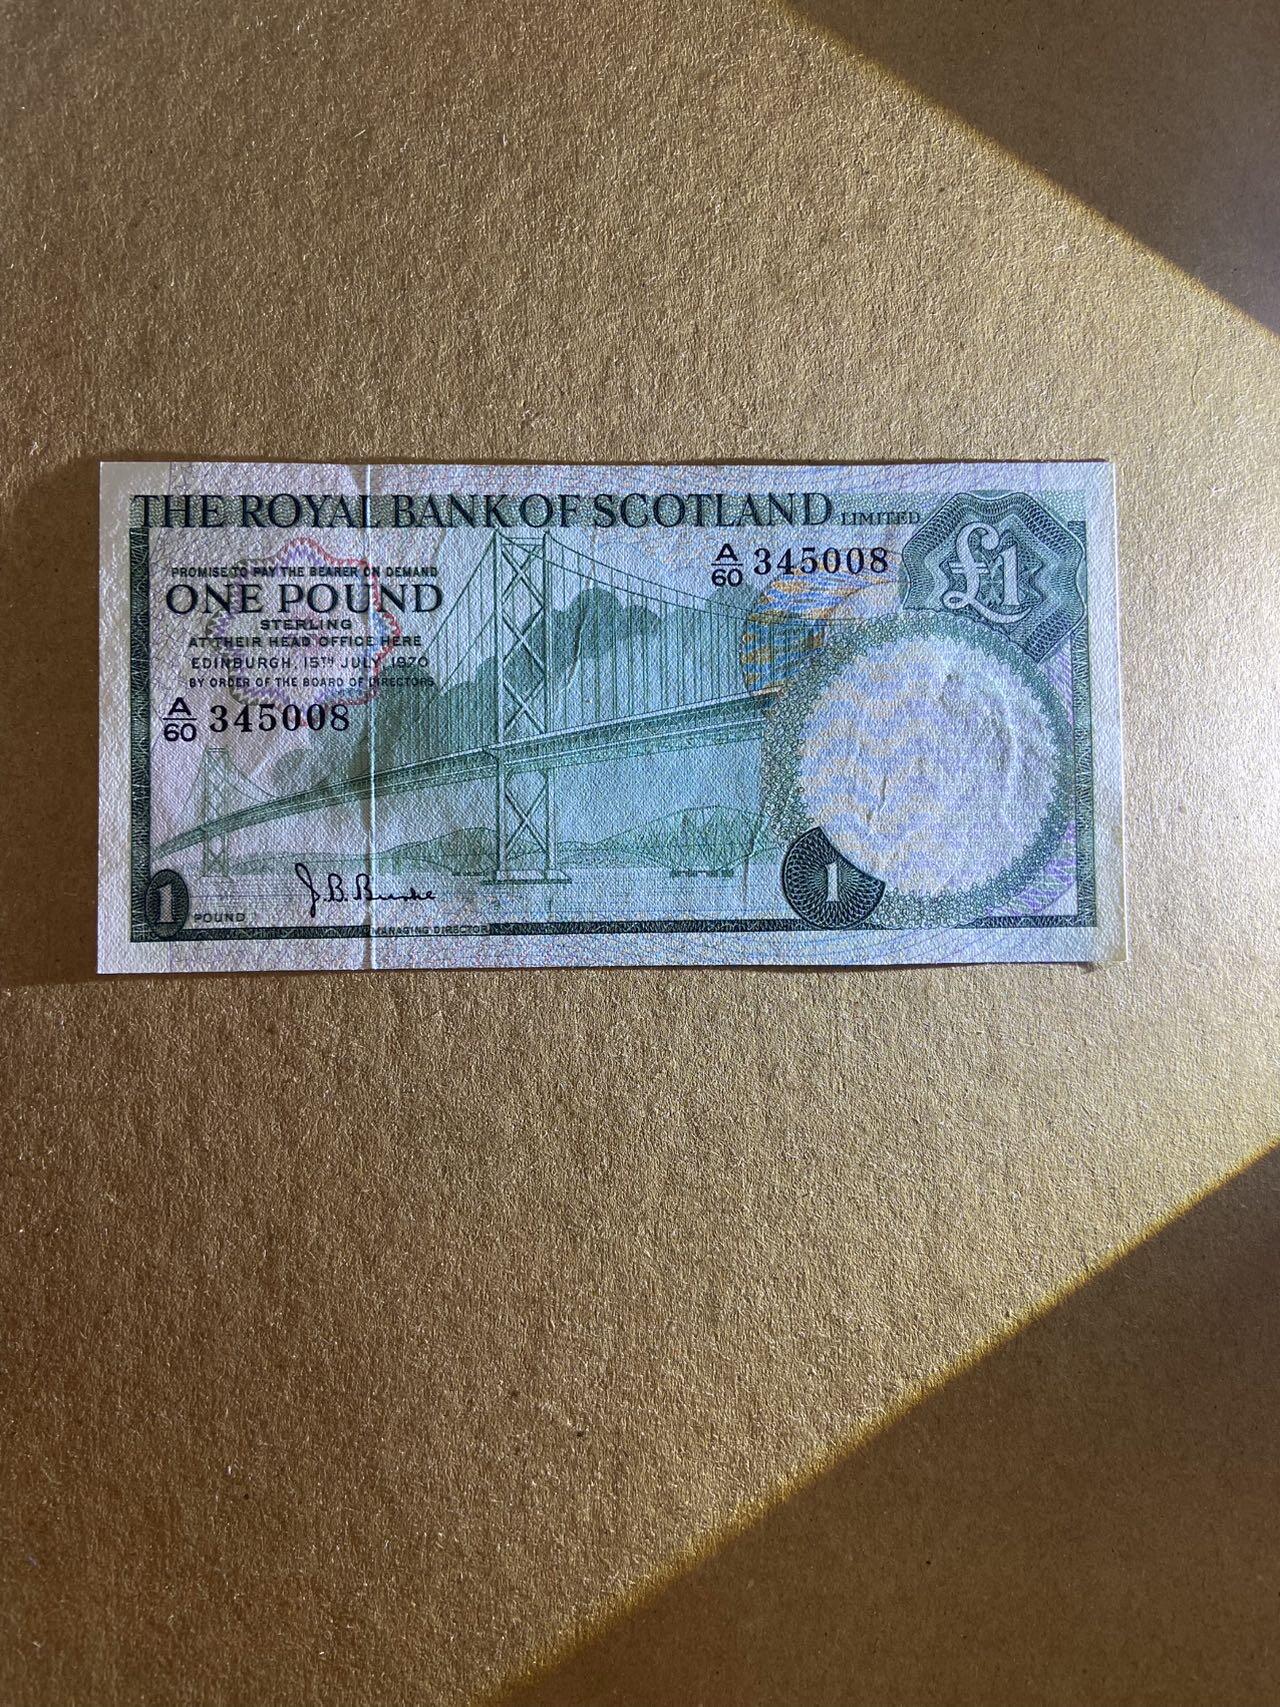 THE ROYAL BANK OF SCOTLAND LIMITED
£1
A/60 345008
PROMISE TO PAY THE BEARER ON DEMAND
ONE POUND
STERLING
AT THEIR HEAD OFFICE HERE
EDINBURGH, 15TH JULY, 1970
BY ORDER OF THE BOARD OF DIRECTORS
A/60 345008
J.B. Burke
1 POUND
MANAGING DIRECTOR
1